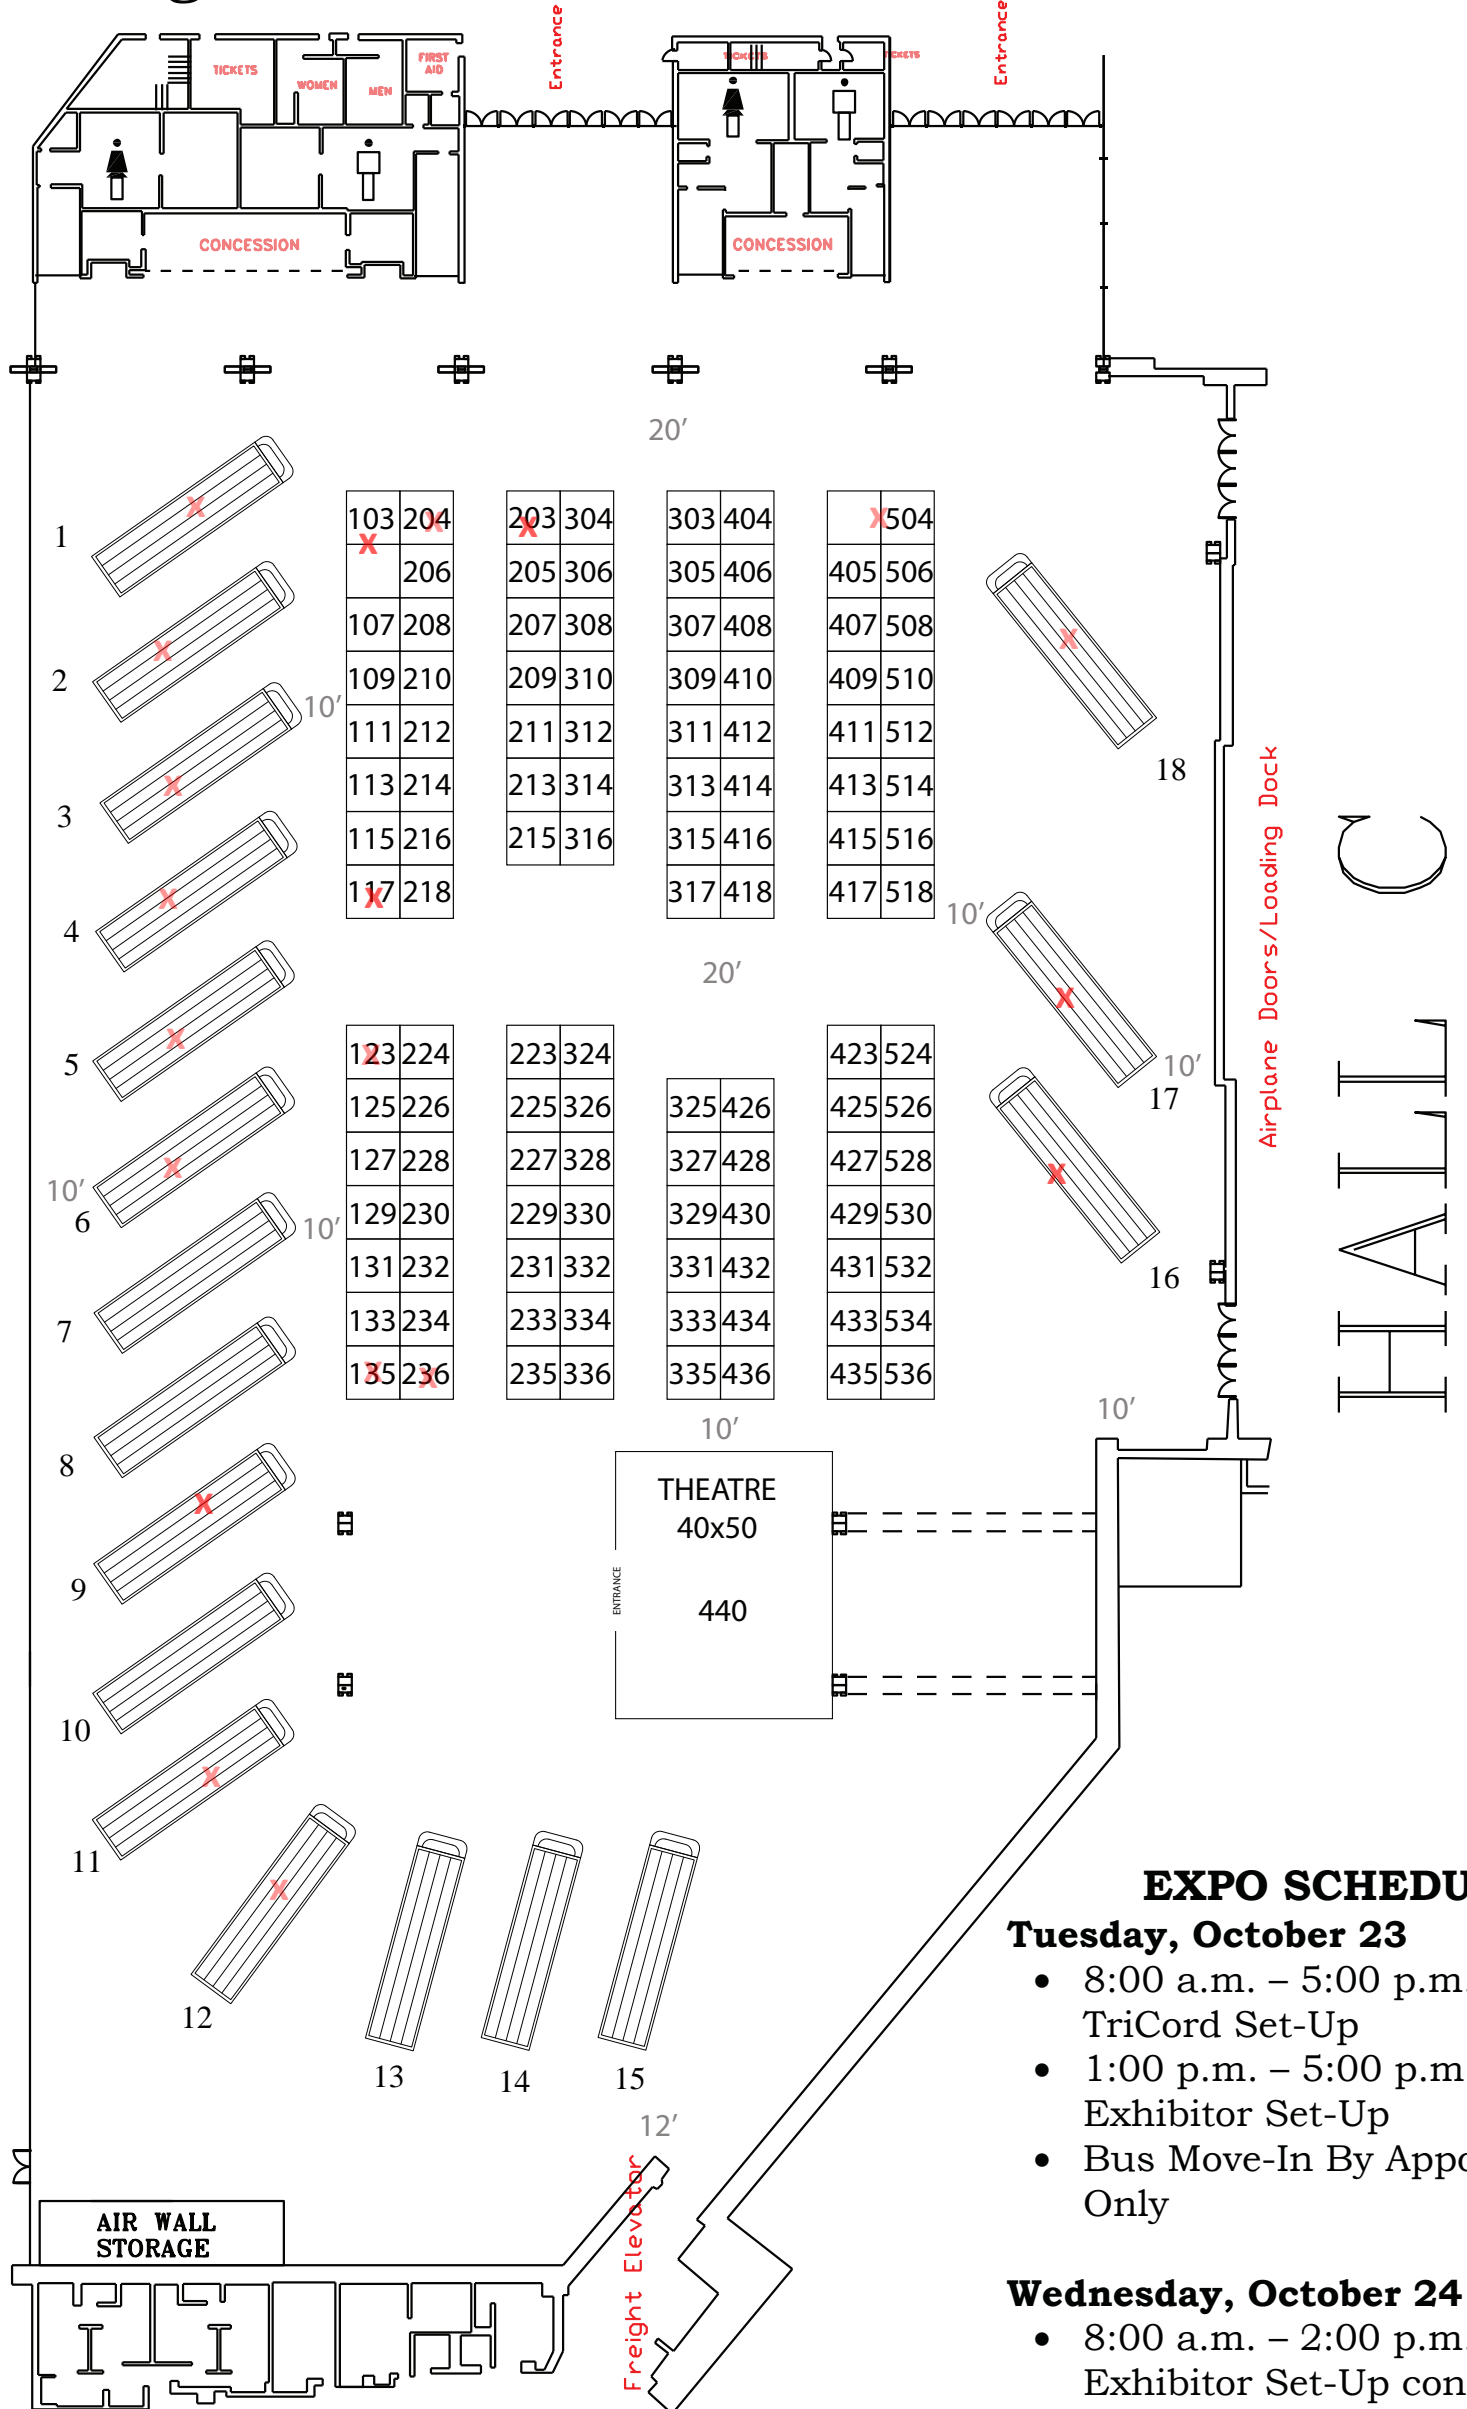 Entrance
Entrance
TICKETS
WOMEN
MEN
FIRST
AID
TICKETS
TICKETS
CONCESSION
CONCESSION
20'
1
X
103 204 X
X
203 304
X
303 404
X 504
206
205 306
305 406
405 506
107 208
207 308
307 408
407 508
2
X
109 210
209 310
309 410
409 510
10'
111 212
211 312
311 412
411 512
18
X
3
X
113 214
213 314
313 414
413 514
115 216
215 316
315 416
415 516
4
X
117 218
X
317 418
417 518
10'
20'
Airplane Doors/Loading Dock
HALL C
5
X
123 224
X
223 324
423 524
17
X
10'
125 226
225 326
325 426
425 526
127 228
227 328
327 428
427 528
6
X
10'
10'
129 230
229 330
329 430
429 530
16
X
131 232
231 332
331 432
431 532
7
133 234
233 334
333 434
433 534
135 236
X X
235 336
335 436
435 536
10'
10'
8
THEATRE
40x50
440
ENTRANCE
9
X
10
11
X
12
X
13
14
15
12'
Freight Elevator
AIR WALL
STORAGE
EXPO SCHEDU
Tuesday, October 23
• 8:00 a.m. – 5:00 p.m.
TriCord Set-Up
• 1:00 p.m. – 5:00 p.m
Exhibitor Set-Up
• Bus Move-In By Appo
Only
Wednesday, October 24
• 8:00 a.m. – 2:00 p.m.
Exhibitor Set-Up con